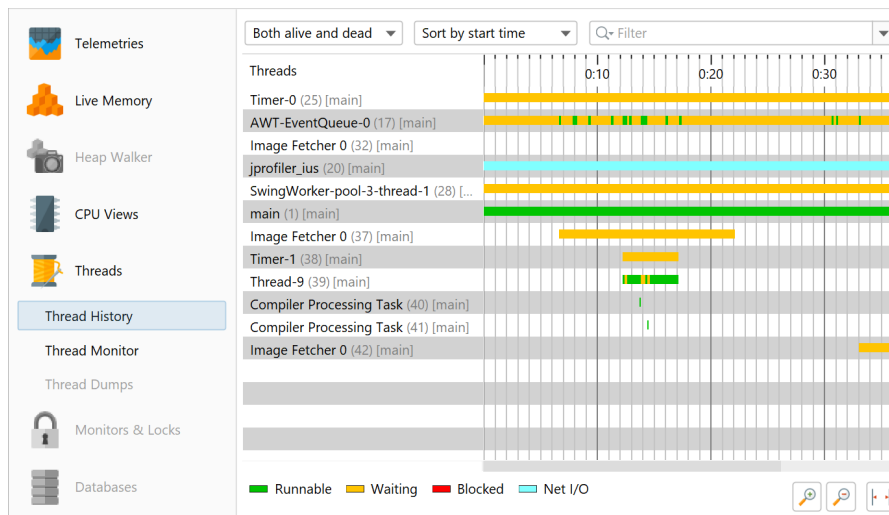 Telemetries
Live Memory
Heap Walker
CPU Views
Threads
Thread History
Thread Monitor
Thread Dumps
Monitors & Locks
Databases
Both alive and dead
Sort by start time
Filter
Threads
0:10 0:20 0:30
Timer-0 (25) [main]
AWT-EventQueue-0 (17) [main]
Image Fetcher 0 (32) [main]
jprofiler_ius (20) [main]
SwingWorker-pool-3-thread-1 (28) [...
main (1) [main]
Image Fetcher 0 (37) [main]
Timer-1 (38) [main]
Thread-9 (39) [main]
Compiler Processing Task (40) [main]
Compiler Processing Task (41) [main]
Image Fetcher 0 (42) [main]
Runnable Waiting Blocked Net I/O